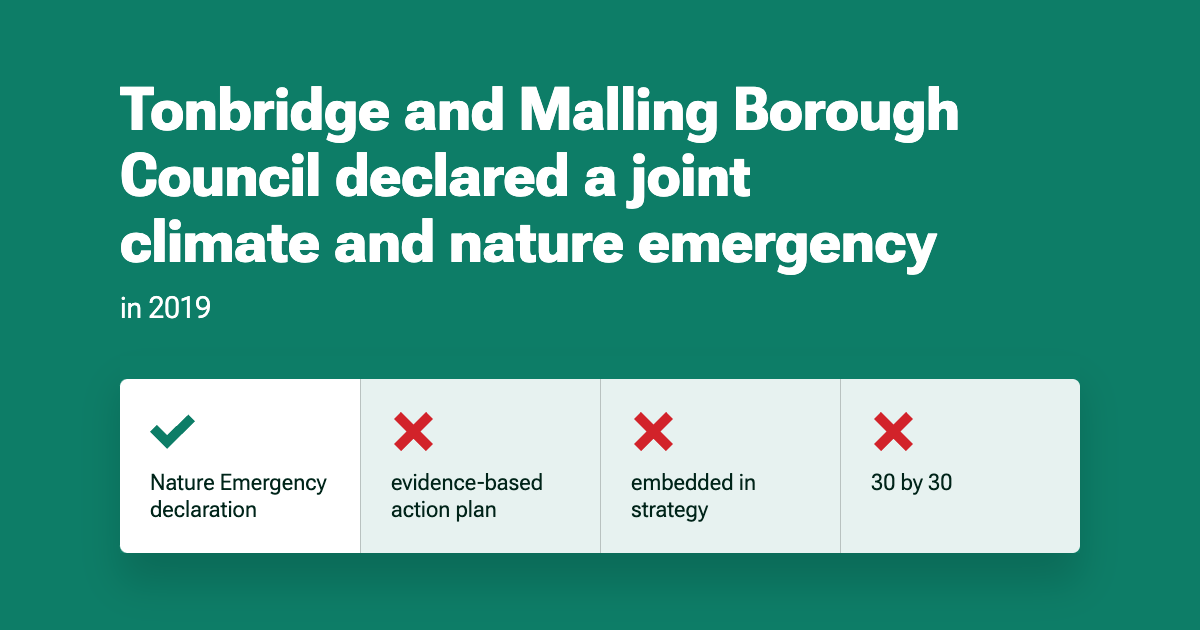 Tonbridge and Malling Borough
Council declared a joint
climate and nature emergency
in 2019
Nature Emergency
declaration
evidence-based
action plan
embedded in
strategy
30 by 30